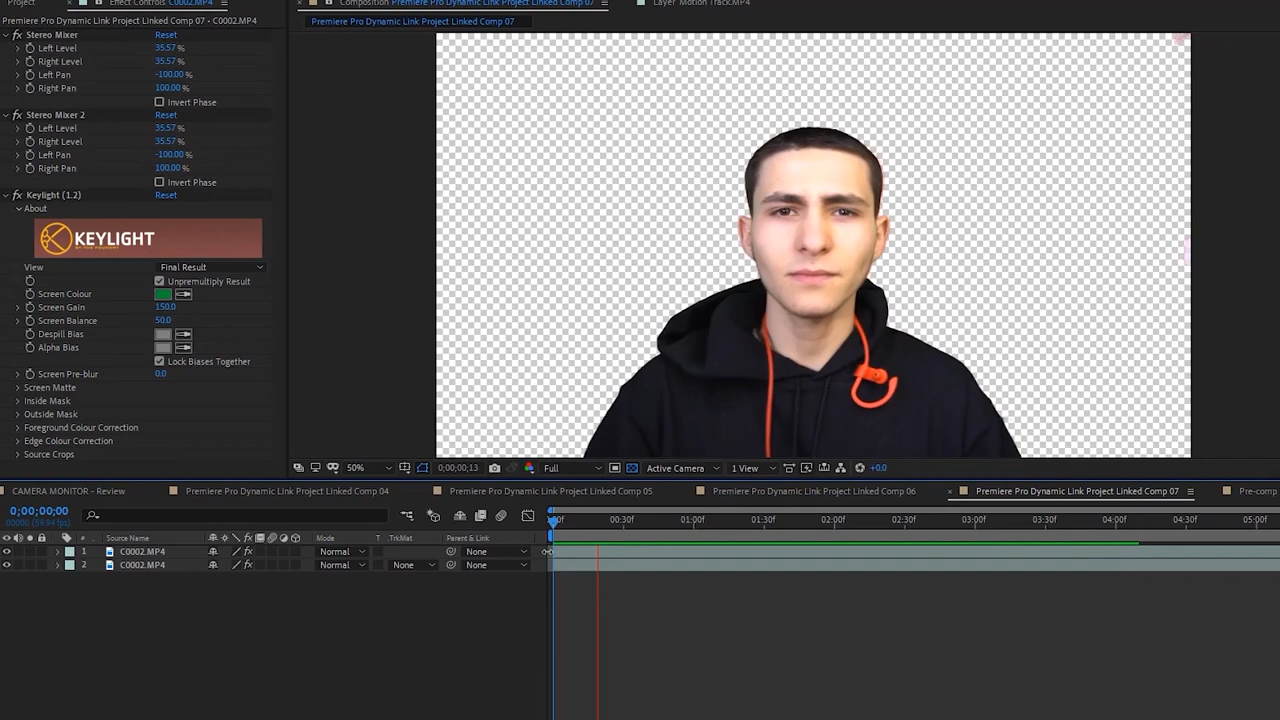 Project Effect Controls C0002.MP4
Premiere Pro Dynamic Link Project Linked Comp 07 • C0002.MP4
Stereo Mixer Reset
Left Level 35.57 %
Right Level 35.57 %
Left Pan -100.00 %
Right Pan 100.00 %
Invert Phase
Stereo Mixer 2 Reset
Left Level 35.57 %
Right Level 35.57 %
Left Pan -100.00 %
Right Pan 100.00 %
Invert Phase
Keylight (1.2) Reset
About
KEYLIGHT
BY THE FOUNDRY
View Final Result
Unpremultiply Result
Screen Colour
Screen Gain 150.0
Screen Balance 50.0
Despill Bias
Alpha Bias
Lock Biases Together
Screen Pre-blur 0.0
Screen Matte
Inside Mask
Outside Mask
Foreground Colour Correction
Edge Colour Correction
Source Crops
Composition Premiere Pro Dynamic Link Project Linked Comp 07
Layer Motion Track.MP4
Premiere Pro Dynamic Link Project Linked Comp 07
50% 0;00;00;13 Full Active Camera 1 View +0.0
CAMERA MONITOR - Review Premiere Pro Dynamic Link Project Linked Comp 04 Premiere Pro Dynamic Link Project Linked Comp 05 Premiere Pro Dynamic Link Project Linked Comp 06 × Premiere Pro Dynamic Link Project Linked Comp 07 Pre-comp
0;00;00;00
00000 (59.94 fps)
00f 00:30f 01:00f 01:30f 02:00f 02:30f 03:00f 03:30f 04:00f 04:30f 05:00f
# Source Name Mode T TrkMat Parent & Link
1 C0002.MP4 Normal None
2 C0002.MP4 Normal None None